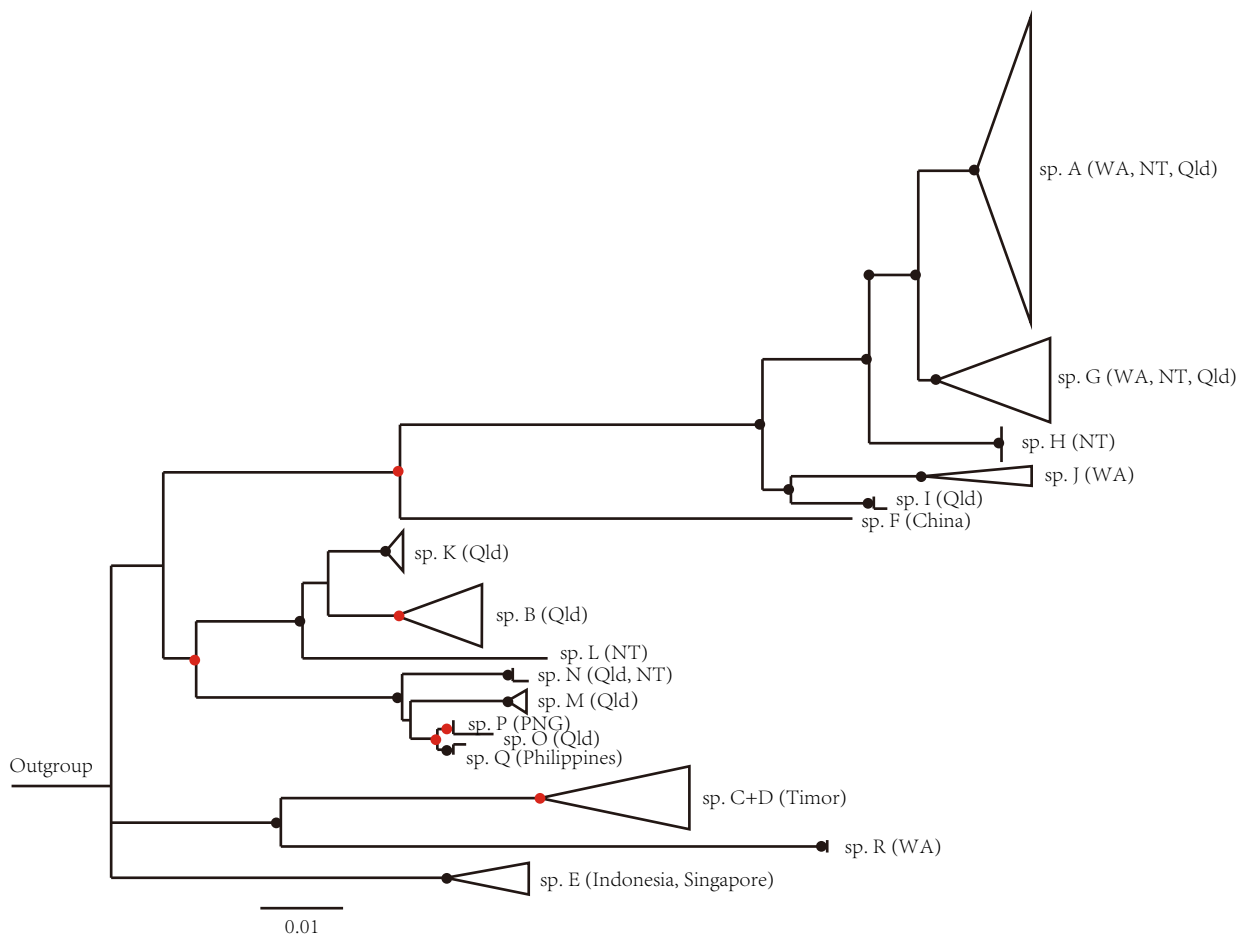 sp. A (WA, NT, Qld)
sp. G (WA, NT, Qld)
sp. H (NT)
sp. J (WA)
sp. I (Qld)
sp. F (China)
sp. K (Qld)
sp. B (Qld)
sp. L (NT)
sp. N (Qld, NT)
sp. M (Qld)
sp. P (PNG)
sp. O (Qld)
sp. Q (Philippines)
Outgroup
sp. C+D (Timor)
sp. R (WA)
sp. E (Indonesia, Singapore)
0.01